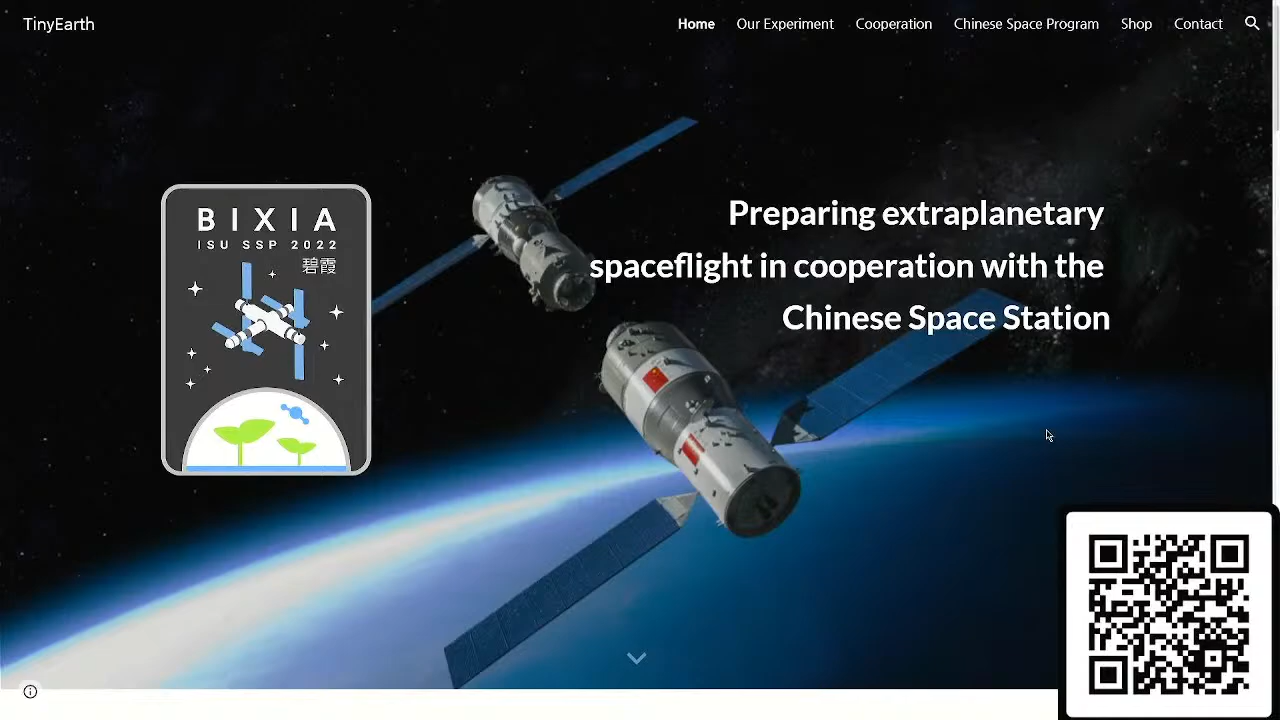 TinyEarth
Home
Our Experiment
Cooperation
Chinese Space Program
Shop
Contact
BIXIA
ISU SSP 2022
碧霞
Preparing extraplanetary
spaceflight in cooperation with the
Chinese Space Station